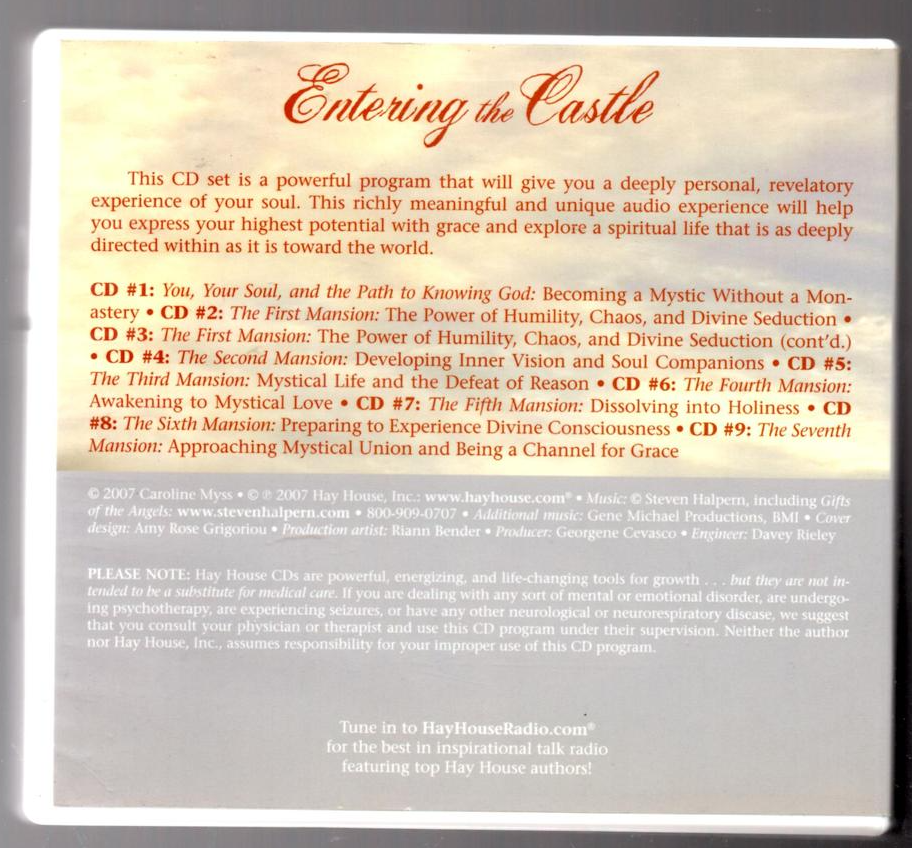 Entering the Castle
This CD set is a powerful program that will give you a deeply personal, revelatory
experience of your soul. This richly meaningful and unique audio experience will help
you express your highest potential with grace and explore a spiritual life that is as deeply
directed within as it is toward the world.
CD #1: You, Your Soul, and the Path to Knowing God: Becoming a Mystic Without a Mon-
astery • CD #2: The First Mansion: The Power of Humility, Chaos, and Divine Seduction •
CD #3: The First Mansion: The Power of Humility, Chaos, and Divine Seduction (cont'd.)
• CD #4: The Second Mansion: Developing Inner Vision and Soul Companions • CD #5:
The Third Mansion: Mystical Life and the Defeat of Reason • CD #6: The Fourth Mansion:
Awakening to Mystical Love • CD #7: The Fifth Mansion: Dissolving into Holiness • CD
#8: The Sixth Mansion: Preparing to Experience Divine Consciousness • CD #9: The Seventh
Mansion: Approaching Mystical Union and Being a Channel for Grace
© 2007 Caroline Myss • © ℗ 2007 Hay House, Inc.: www.hayhouse.com® • Music: © Steven Halpern, including Gifts
of the Angels: www.stevenhalpern.com • 800-909-0707 • Additional music: Gene Michael Productions, BMI • Cover
design: Amy Rose Grigoriou • Production artist: Riann Bender • Producer: Georgene Cevasco • Engineer: Davey Rieley
PLEASE NOTE: Hay House CDs are powerful, energizing, and life-changing tools for growth . . . but they are not in-
tended to be a substitute for medical care. If you are dealing with any sort of mental or emotional disorder, are undergo-
ing psychotherapy, are experiencing seizures, or have any other neurological or neurorespiratory disease, we suggest
that you consult your physician or therapist and use this CD program under their supervision. Neither the author
nor Hay House, Inc., assumes responsibility for your improper use of this CD program.
Tune in to HayHouseRadio.com®
for the best in inspirational talk radio
featuring top Hay House authors!